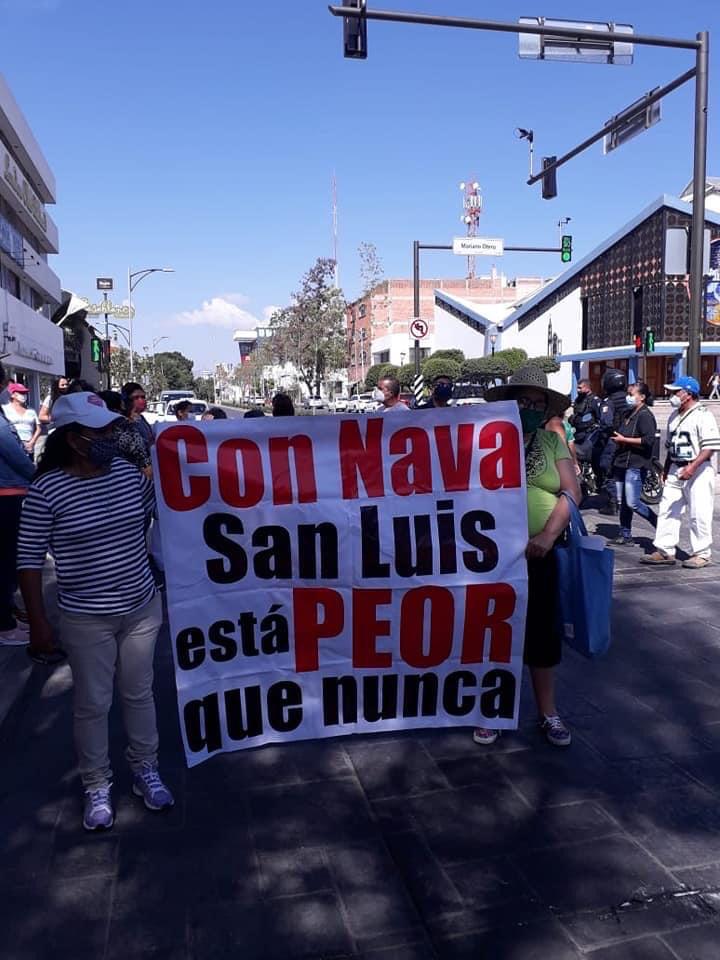 Mariano Otero
Con Nava
San Luis
está PEOR
que nunca